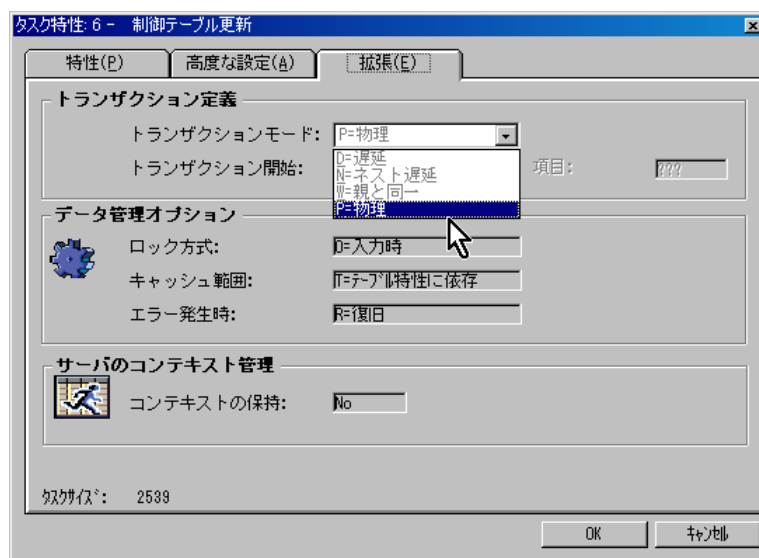 タスク特性: 6 -  制御テーブル更新
特性(P)
高度な設定(A)
拡張(E)
トランザクション定義
トランザクションモード: P=物理
トランザクション開始:
項目: ???
D=遅延
N=ネスト遅延
W=親と同一
P=物理
データ管理オプション
ロック方式: D=入力時
キャッシュ範囲: T=テーブル特性に依存
エラー発生時: R=復旧
サーバのコンテキスト管理
コンテキストの保持: No
タスクサイズ: 2539
OK
キャンセル